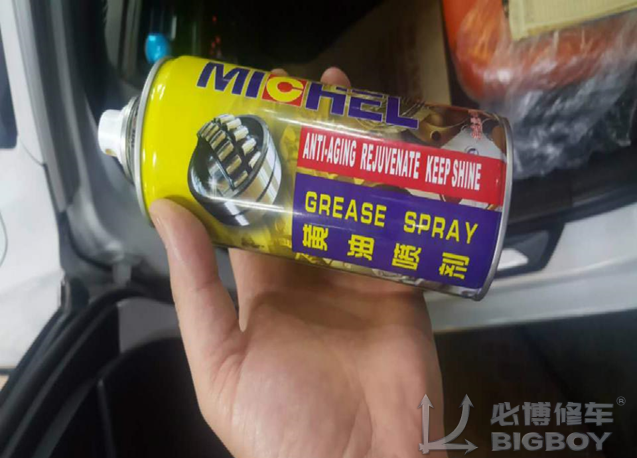 MICHEL
ANTI-AGING REJUVENATE KEEP SHINE
GREASE SPRAY
黄油喷剂
必博修车®
BIGBOY